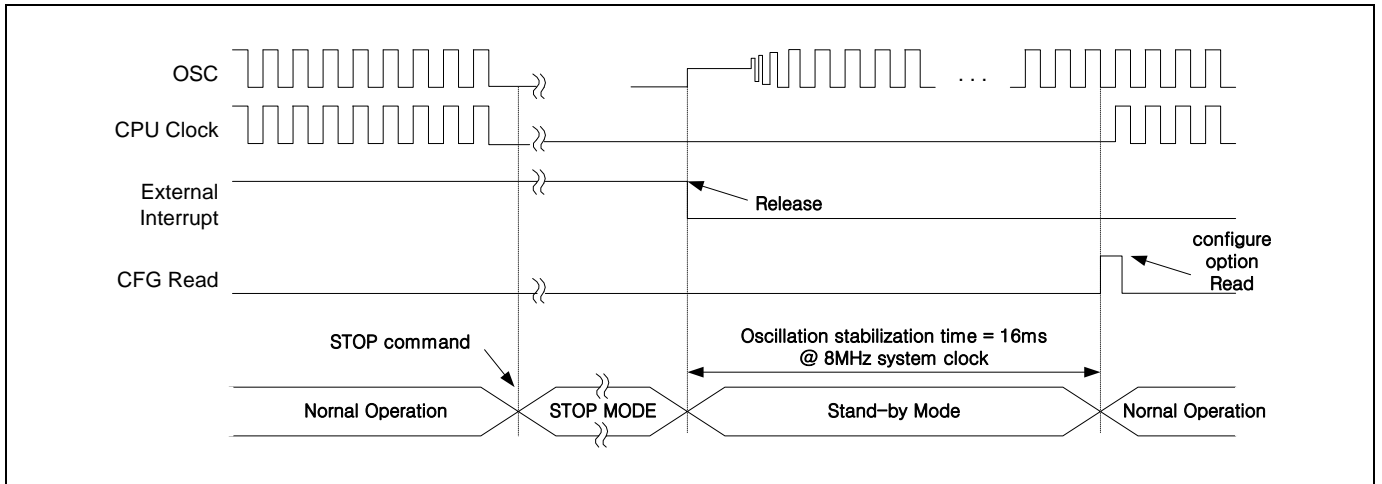 OSC
. . .
CPU Clock
External
Interrupt
Release
configure
option
Read
CFG Read
STOP command
Oscillation stabilization time = 16ms
@ 8MHz system clock
Nornal Operation
STOP MODE
Stand-by Mode
Nornal Operation